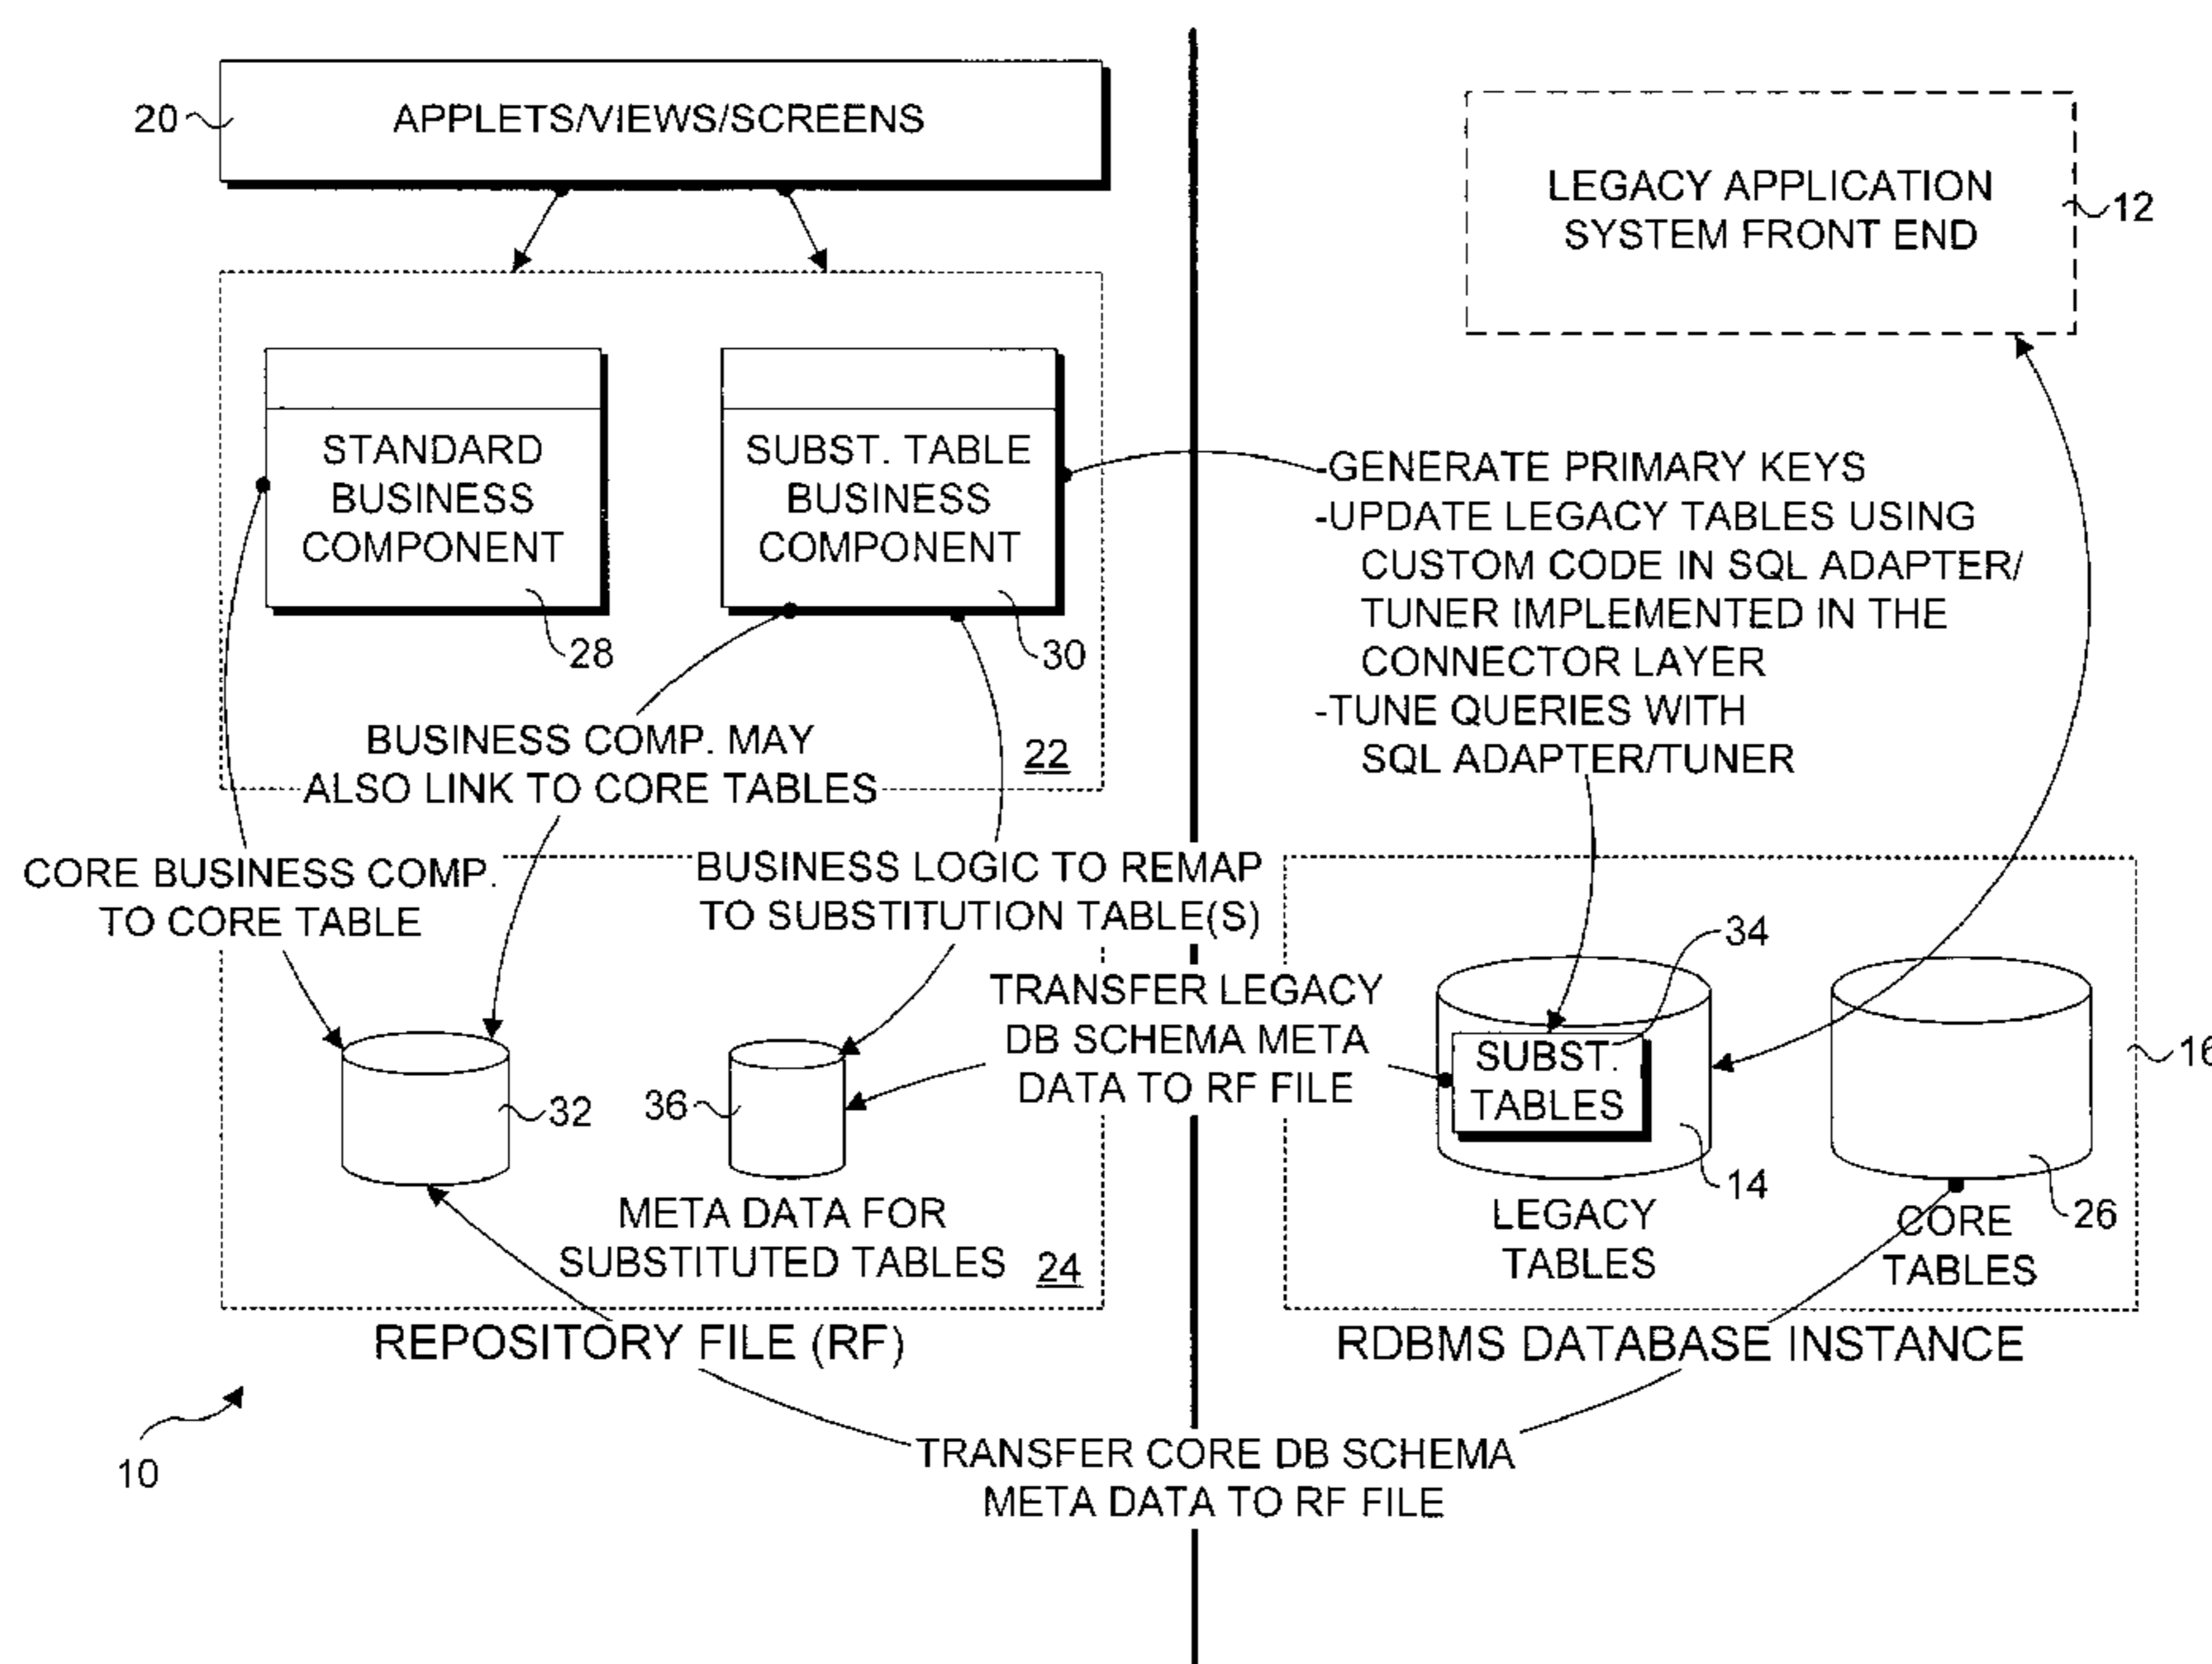 20
APPLETS/VIEWS/SCREENS
LEGACY APPLICATION
SYSTEM FRONT END
12
STANDARD
BUSINESS
COMPONENT
28
SUBST. TABLE
BUSINESS
COMPONENT
30
-GENERATE PRIMARY KEYS
-UPDATE LEGACY TABLES USING
CUSTOM CODE IN SQL ADAPTER/
TUNER IMPLEMENTED IN THE
CONNECTOR LAYER
-TUNE QUERIES WITH
SQL ADAPTER/TUNER
BUSINESS COMP. MAY
ALSO LINK TO CORE TABLES
22
CORE BUSINESS COMP.
TO CORE TABLE
BUSINESS LOGIC TO REMAP
TO SUBSTITUTION TABLE(S)
TRANSFER LEGACY
DB SCHEMA META
DATA TO RF FILE
34
SUBST.
TABLES
16
32
36
14
26
META DATA FOR
SUBSTITUTED TABLES
24
LEGACY
TABLES
CORE
TABLES
REPOSITORY FILE (RF)
RDBMS DATABASE INSTANCE
10
TRANSFER CORE DB SCHEMA
META DATA TO RF FILE